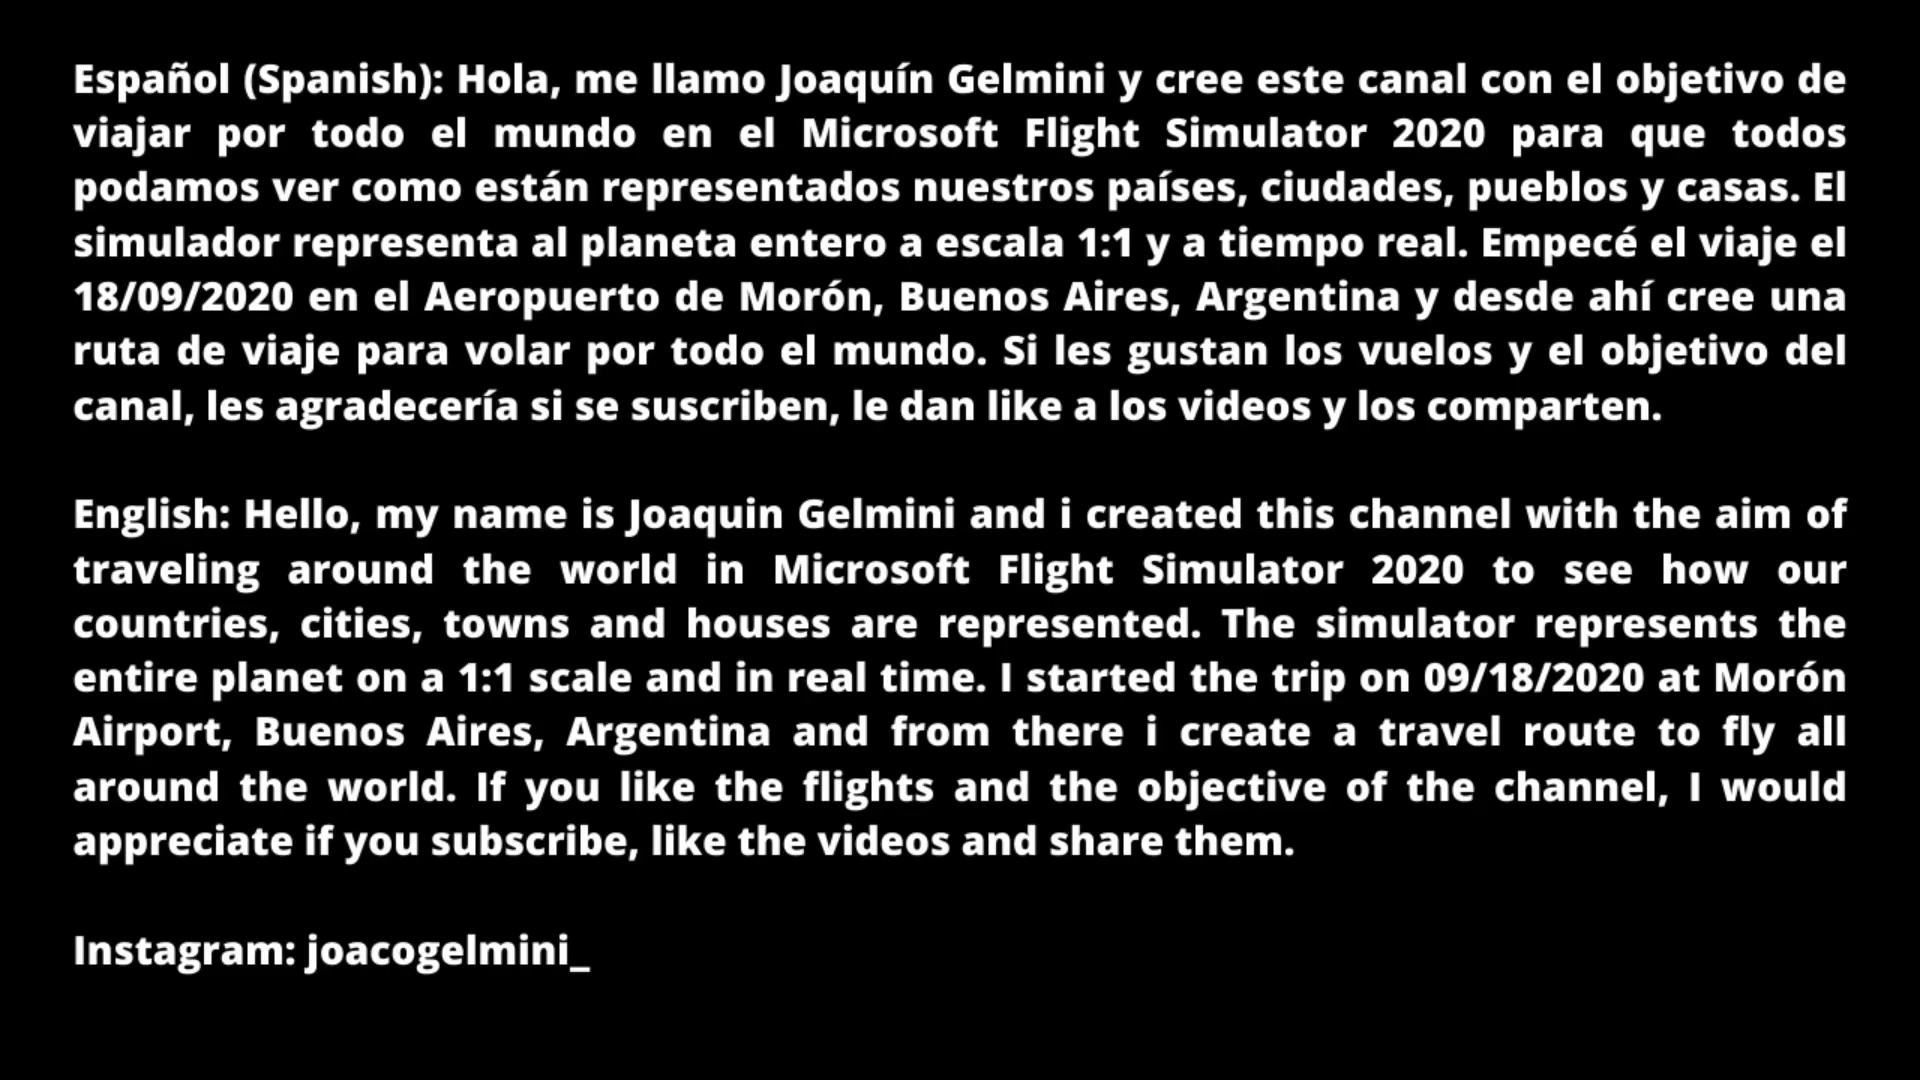 Español (Spanish): Hola, me llamo Joaquín Gelmini y cree este canal con el objetivo de
viajar por todo el mundo en el Microsoft Flight Simulator 2020 para que todos
podamos ver como están representados nuestros países, ciudades, pueblos y casas. El
simulador representa al planeta entero a escala 1:1 y a tiempo real. Empecé el viaje el
18/09/2020 en el Aeropuerto de Morón, Buenos Aires, Argentina y desde ahí cree una
ruta de viaje para volar por todo el mundo. Si les gustan los vuelos y el objetivo del
canal, les agradecería si se suscriben, le dan like a los videos y los comparten.
English: Hello, my name is Joaquin Gelmini and i created this channel with the aim of
traveling around the world in Microsoft Flight Simulator 2020 to see how our
countries, cities, towns and houses are represented. The simulator represents the
entire planet on a 1:1 scale and in real time. I started the trip on 09/18/2020 at Morón
Airport, Buenos Aires, Argentina and from there i create a travel route to fly all
around the world. If you like the flights and the objective of the channel, I would
appreciate if you subscribe, like the videos and share them.
Instagram: joacogelmini_